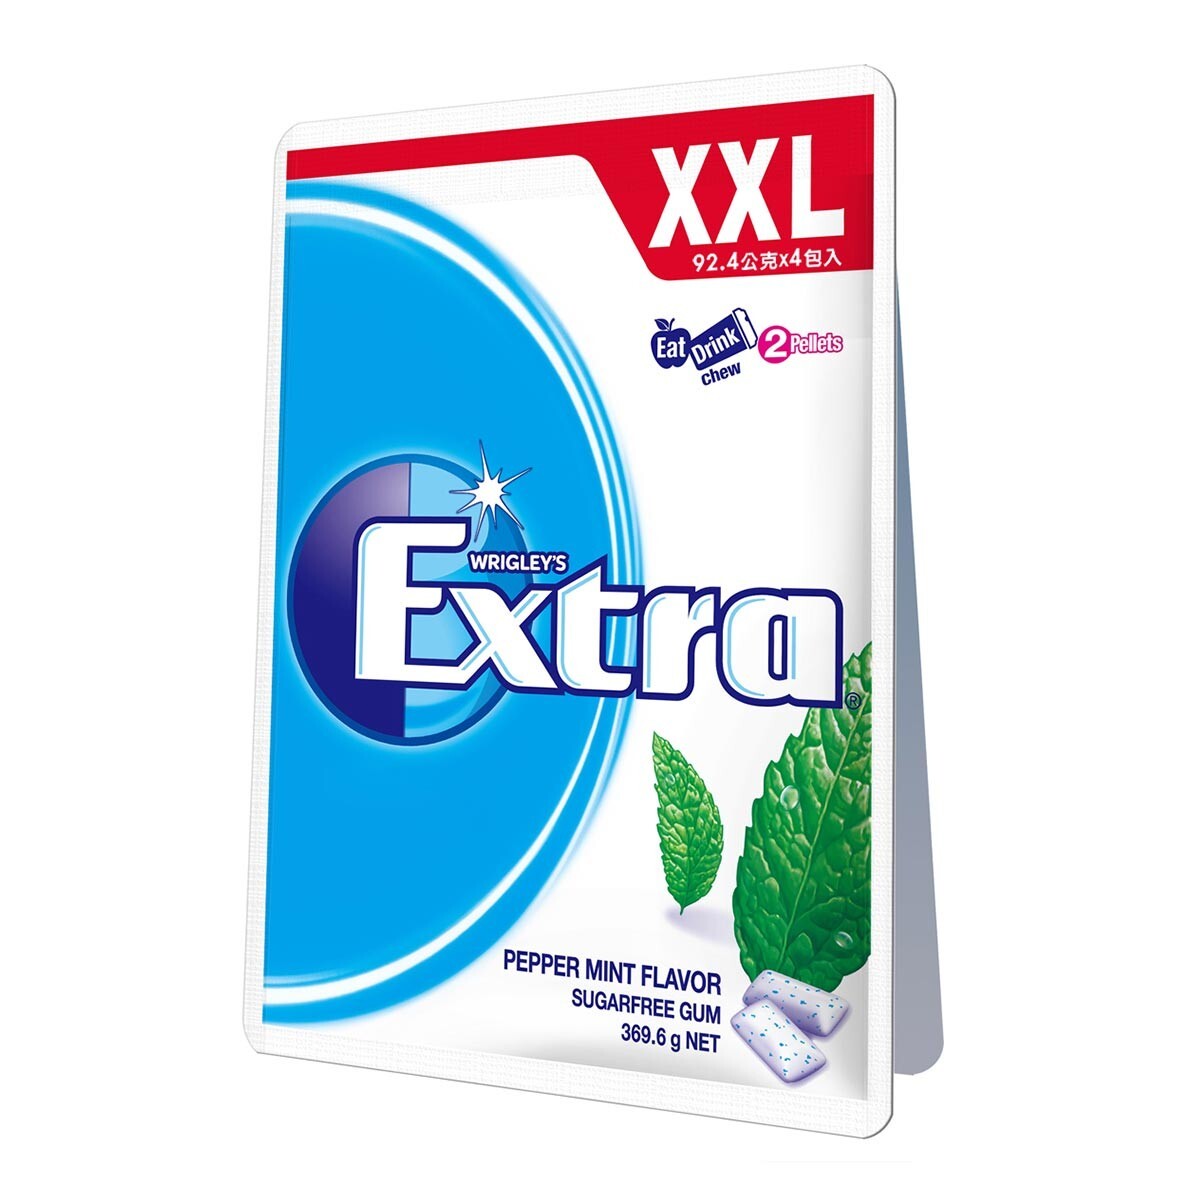 XXL
92.4公克x4包入
Eat Drink 2 Pellets
chew
WRIGLEY'S
Extra®
PEPPER MINT FLAVOR
SUGARFREE GUM
369.6 g NET